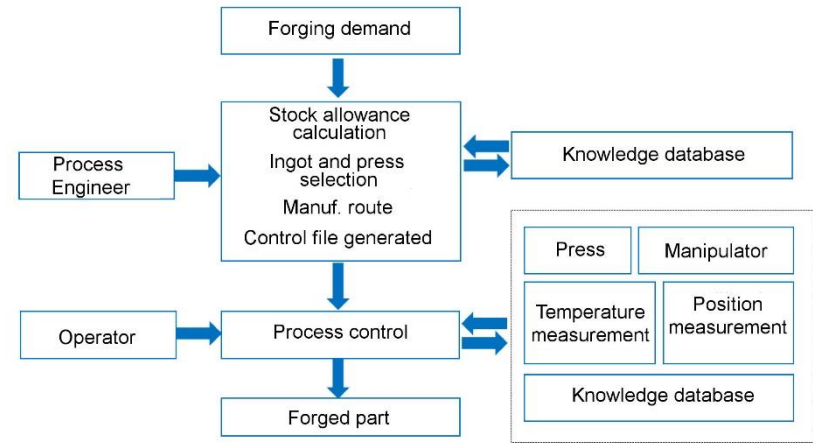 Forging demand
Stock allowance
calculation
Ingot and press
selection
Manuf. route
Control file generated
Process
Engineer
Knowledge database
Press
Manipulator
Temperature
measurement
Position
measurement
Knowledge database
Operator
Process control
Forged part